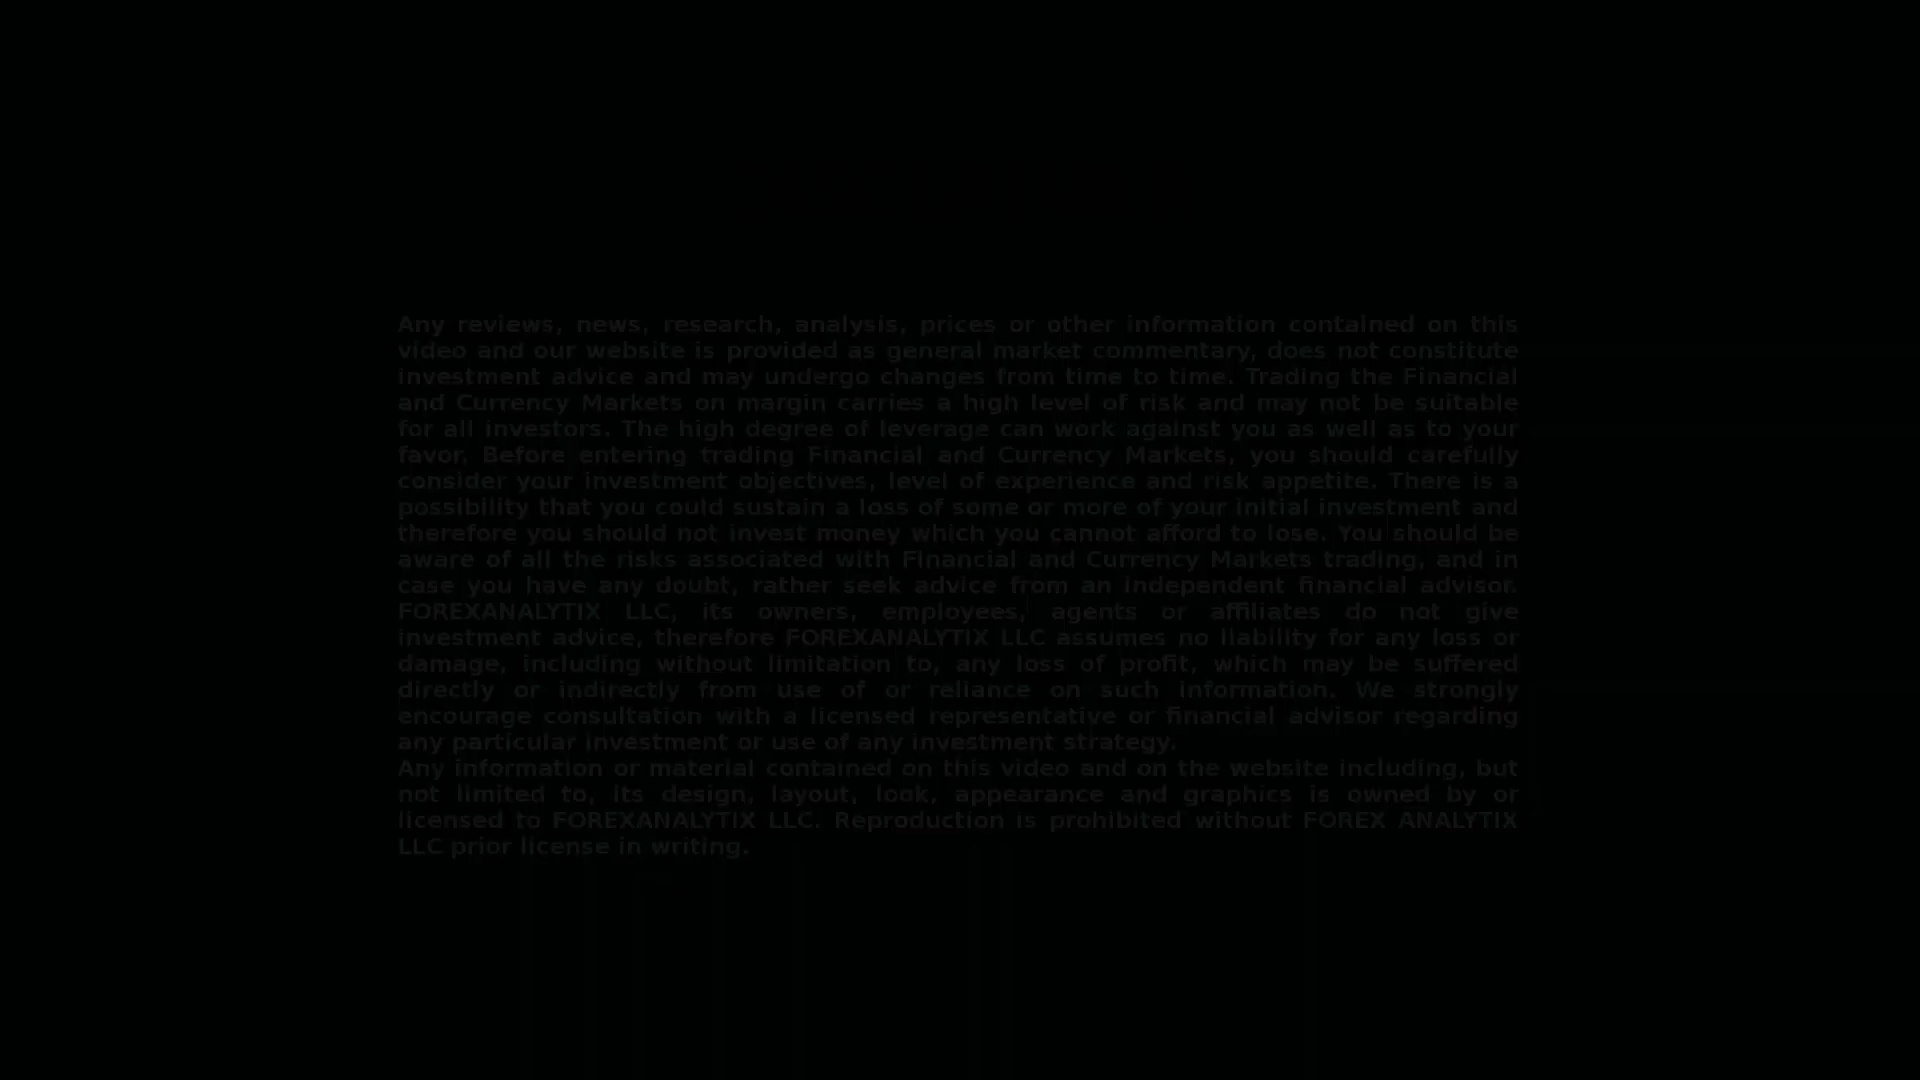 Any reviews, news, research, analysis, prices or other information contained on this
video and our website is provided as general market commentary, does not constitute
investment advice and may undergo changes from time to time. Trading the Financial
and Currency Markets on margin carries a high level of risk and may not be suitable
for all investors. The high degree of leverage can work against you as well as to your
favor. Before entering trading Financial and Currency Markets, you should carefully
consider your investment objectives, level of experience and risk appetite. There is a
possibility that you could sustain a loss of some or more of your initial investment and
therefore you should not invest money which you cannot afford to lose. You should be
aware of all the risks associated with Financial and Currency Markets trading, and in
case you have any doubt, rather seek advice from an independent financial advisor.
FOREXANALYTIX LLC, its owners, employees, agents or affiliates do not give
investment advice, therefore FOREXANALYTIX LLC assumes no liability for any loss or
damage, including without limitation to, any loss of profit, which may be suffered
directly or indirectly from use of or reliance on such information. We strongly
encourage consultation with a licensed representative or financial advisor regarding
any particular investment or use of any investment strategy.
Any information or material contained on this video and on the website including, but
not limited to, its design, layout, look, appearance and graphics is owned by or
licensed to FOREXANALYTIX LLC. Reproduction is prohibited without FOREX ANALYTIX
LLC prior license in writing.